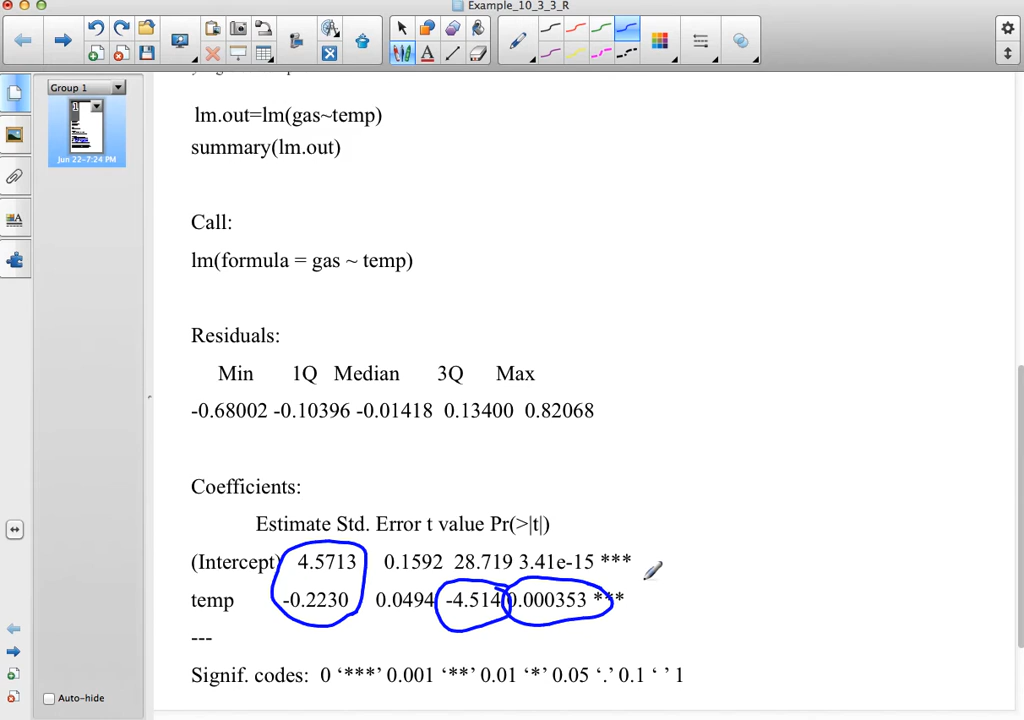 Example_10_3_3_R
Group 1
1
Jun 22-7:24 PM
lm.out=lm(gas~temp)
summary(lm.out)
Call:
lm(formula = gas ~ temp)
Residuals:
Min 1Q Median 3Q Max
-0.68002 -0.10396 -0.01418 0.13400 0.82068
Coefficients:
Estimate Std. Error t value Pr(>|t|)
(Intercept) 4.5713 0.1592 28.719 3.41e-15 ***
temp -0.2230 0.0494 -4.514 0.000353 ***
---
Signif. codes: 0 ‘***’ 0.001 ‘**’ 0.01 ‘*’ 0.05 ‘.’ 0.1 ‘ ’ 1
Auto-hide